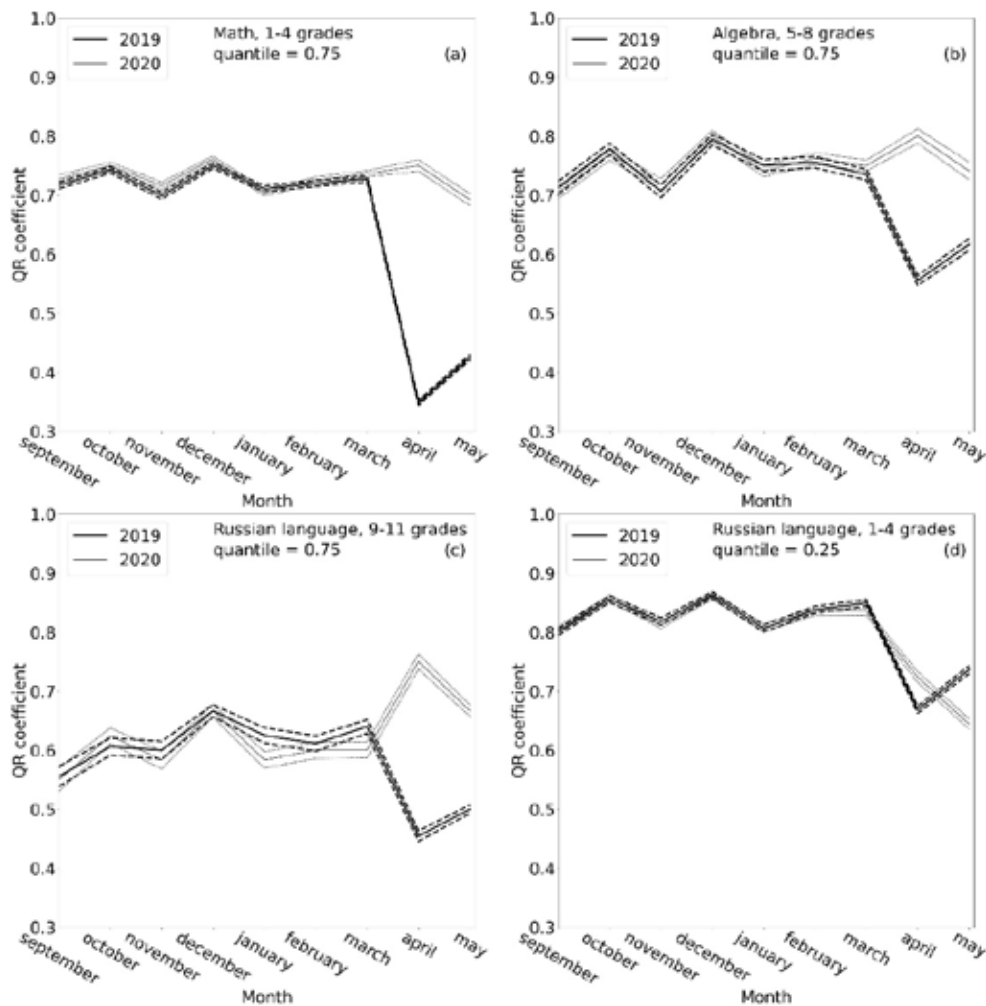 1.0
0.9
0.8
0.7
0.6
0.5
0.4
0.3
QR coefficient
2019
2020
Math, 1-4 grades
quantile = 0.75
(a)
september
october
november
december
january
february
march
april
may
Month
1.0
0.9
0.8
0.7
0.6
0.5
0.4
0.3
QR coefficient
2019
2020
Algebra, 5-8 grades
quantile = 0.75
(b)
september
october
november
december
january
february
march
april
may
Month
1.0
0.9
0.8
0.7
0.6
0.5
0.4
0.3
QR coefficient
2019
2020
Russian language, 9-11 grades
quantile = 0.75
(c)
september
october
november
december
january
february
march
april
may
Month
1.0
0.9
0.8
0.7
0.6
0.5
0.4
0.3
QR coefficient
2019
2020
Russian language, 1-4 grades
quantile = 0.25
(d)
september
october
november
december
january
february
march
april
may
Month